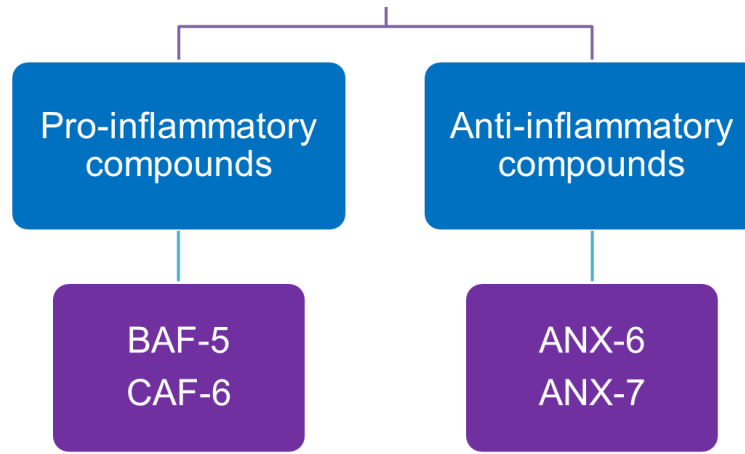 Pro-inflammatory
compounds
Anti-inflammatory
compounds
BAF-5
CAF-6
ANX-6
ANX-7